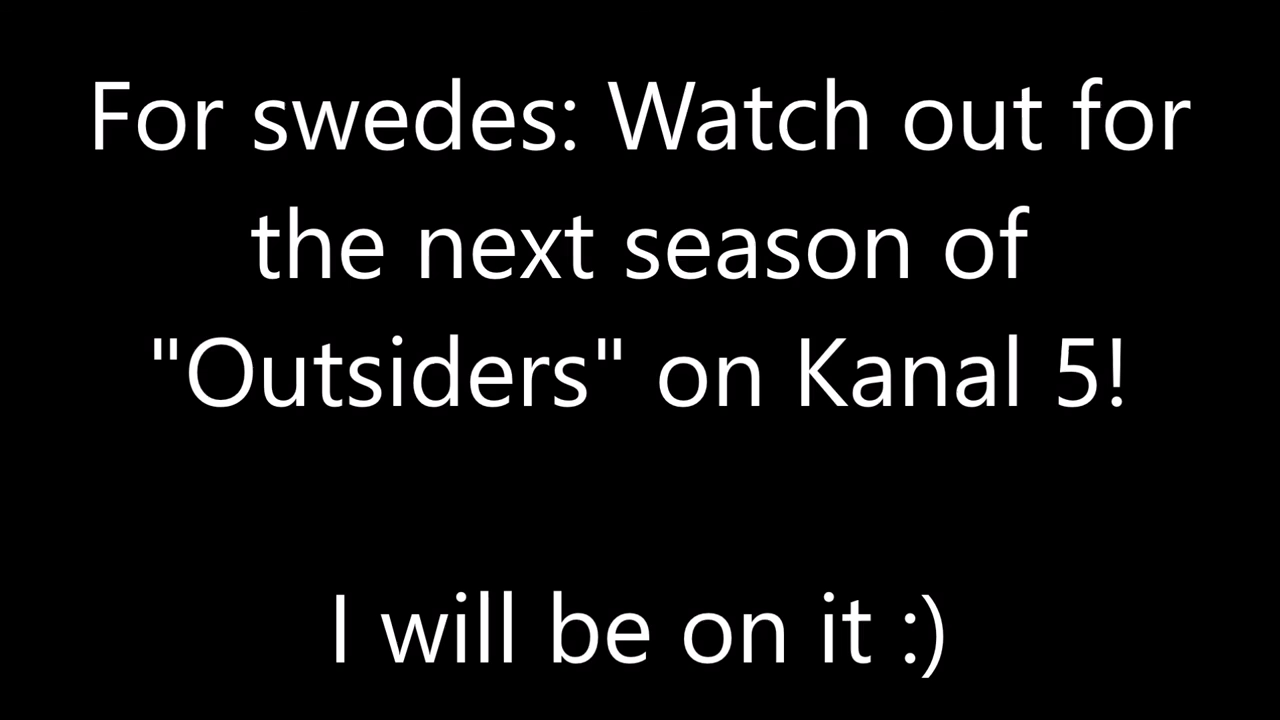 For swedes: Watch out for
the next season of
"Outsiders" on Kanal 5!
I will be on it :)